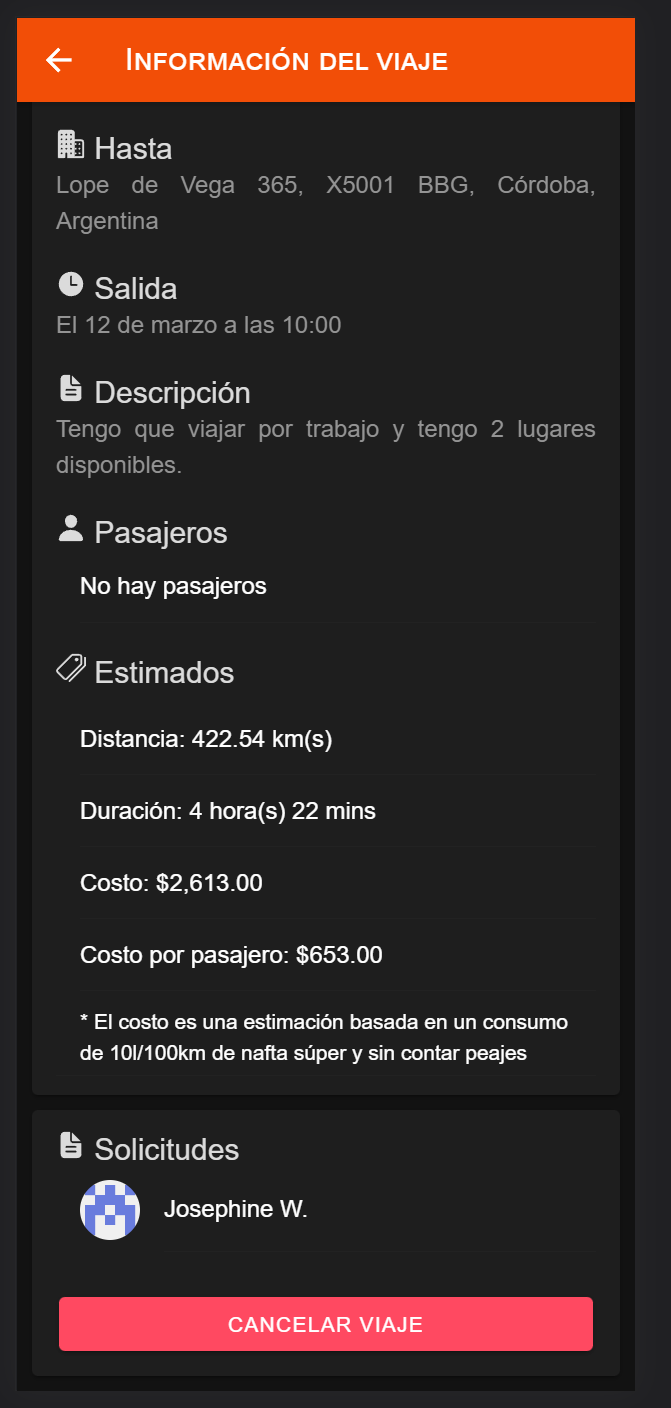 INFORMACIÓN DEL VIAJE
Hasta
Lope de Vega 365, X5001 BBG, Córdoba,
Argentina
Salida
El 12 de marzo a las 10:00
Descripción
Tengo que viajar por trabajo y tengo 2 lugares
disponibles.
Pasajeros
No hay pasajeros
Estimados
Distancia: 422.54 km(s)
Duración: 4 hora(s) 22 mins
Costo: $2,613.00
Costo por pasajero: $653.00
* El costo es una estimación basada en un consumo
de 10l/100km de nafta súper y sin contar peajes
Solicitudes
Josephine W.
CANCELAR VIAJE